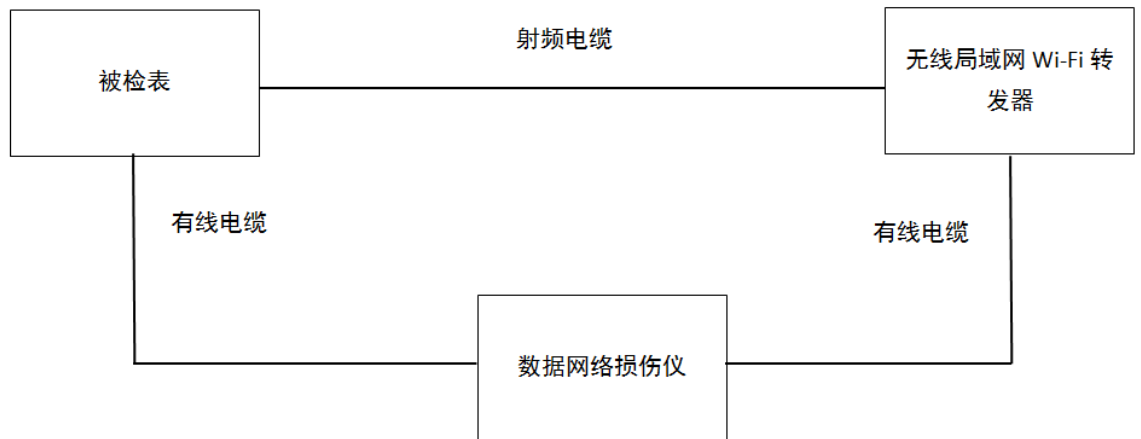 射频电缆
被检表
无线局域网 Wi-Fi 转
发器
有线电缆
有线电缆
数据网络损伤仪